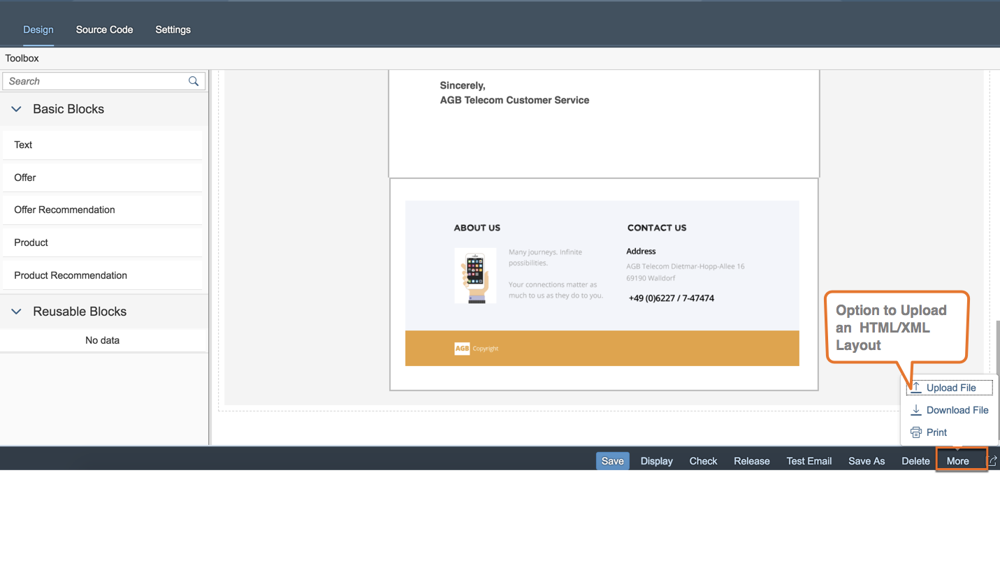 Design Source Code Settings
Toolbox
Search
Basic Blocks
Text
Offer
Offer Recommendation
Product
Product Recommendation
Reusable Blocks
No data
Sincerely,
AGB Telecom Customer Service
ABOUT US
Many journeys. Infinite
possibilities.
Your connections matter as
much to us as they do to you.
CONTACT US
Address
AGB Telecom Dietmar-Hopp-Allee 16
69190 Walldorf
+49 (0)6227 / 7-47474
AGB Copyright
Option to Upload
an HTML/XML
Layout
Upload File
Download File
Print
Save Display Check Release Test Email Save As Delete More